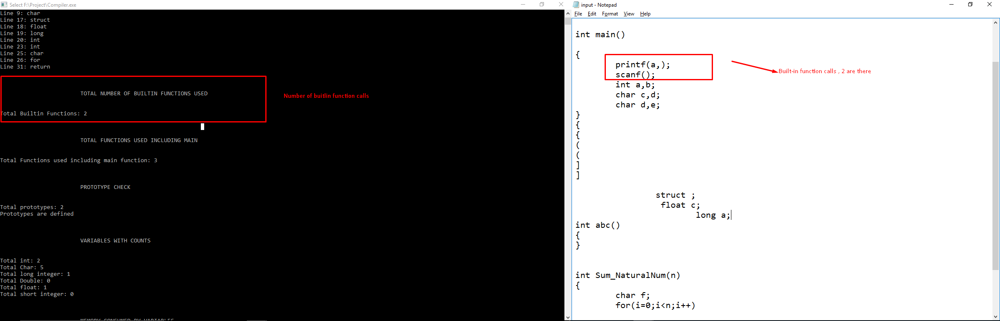 Select F:\Project\Compiler.exe
Line 9: char
Line 17: struct
Line 18: float
Line 19: long
Line 20: int
Line 23: int
Line 25: char
Line 26: for
Line 31: return
TOTAL NUMBER OF BUILTIN FUNCTIONS USED
Number of buitlin function calls
Total Builtin Functions: 2
TOTAL FUNCTIONS USED INCLUDING MAIN
Total Functions used including main function: 3
PROTOTYPE CHECK
Total prototypes: 2
Prototypes are defined
VARIABLES WITH COUNTS
Total int: 2
Total Char: 5
Total long integer: 1
Total Double: 0
Total float: 1
Total short integer: 0
MEMORY CONSUMED BY VARIABLES
input - Notepad
File Edit Format View Help
int main()
{
printf(a,);
Built-in function calls , 2 are there
scanf();
int a,b;
char c,d;
char d,e;
}
{
{
(
(
]
]
struct ;
float c;
long a;
int abc()
{
}
int Sum_NaturalNum(n)
{
char f;
for(i=0;i<n;i++)